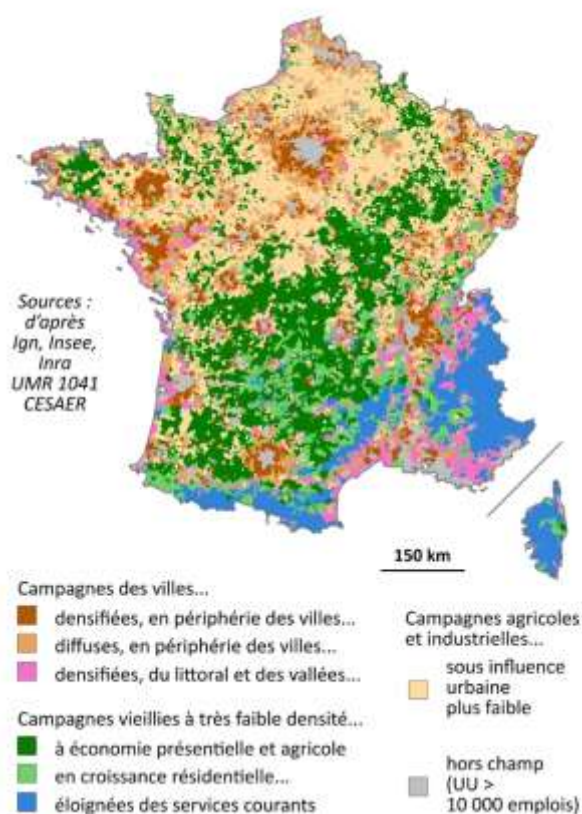 Sources :
d'après
Ign, Insee,
Inra
UMR 1041
CESAER
150 km
Campagnes des villes...
densifiées, en périphérie des villes...
diffuses, en périphérie des villes...
densifiées, du littoral et des vallées...
Campagnes vieillies à très faible densité...
à économie présentielle et agricole
en croissance résidentielle...
éloignées des services courants
Campagnes agricoles
et industrielles...
sous influence
urbaine
plus faible
hors champ
(UU >
10 000 emplois)